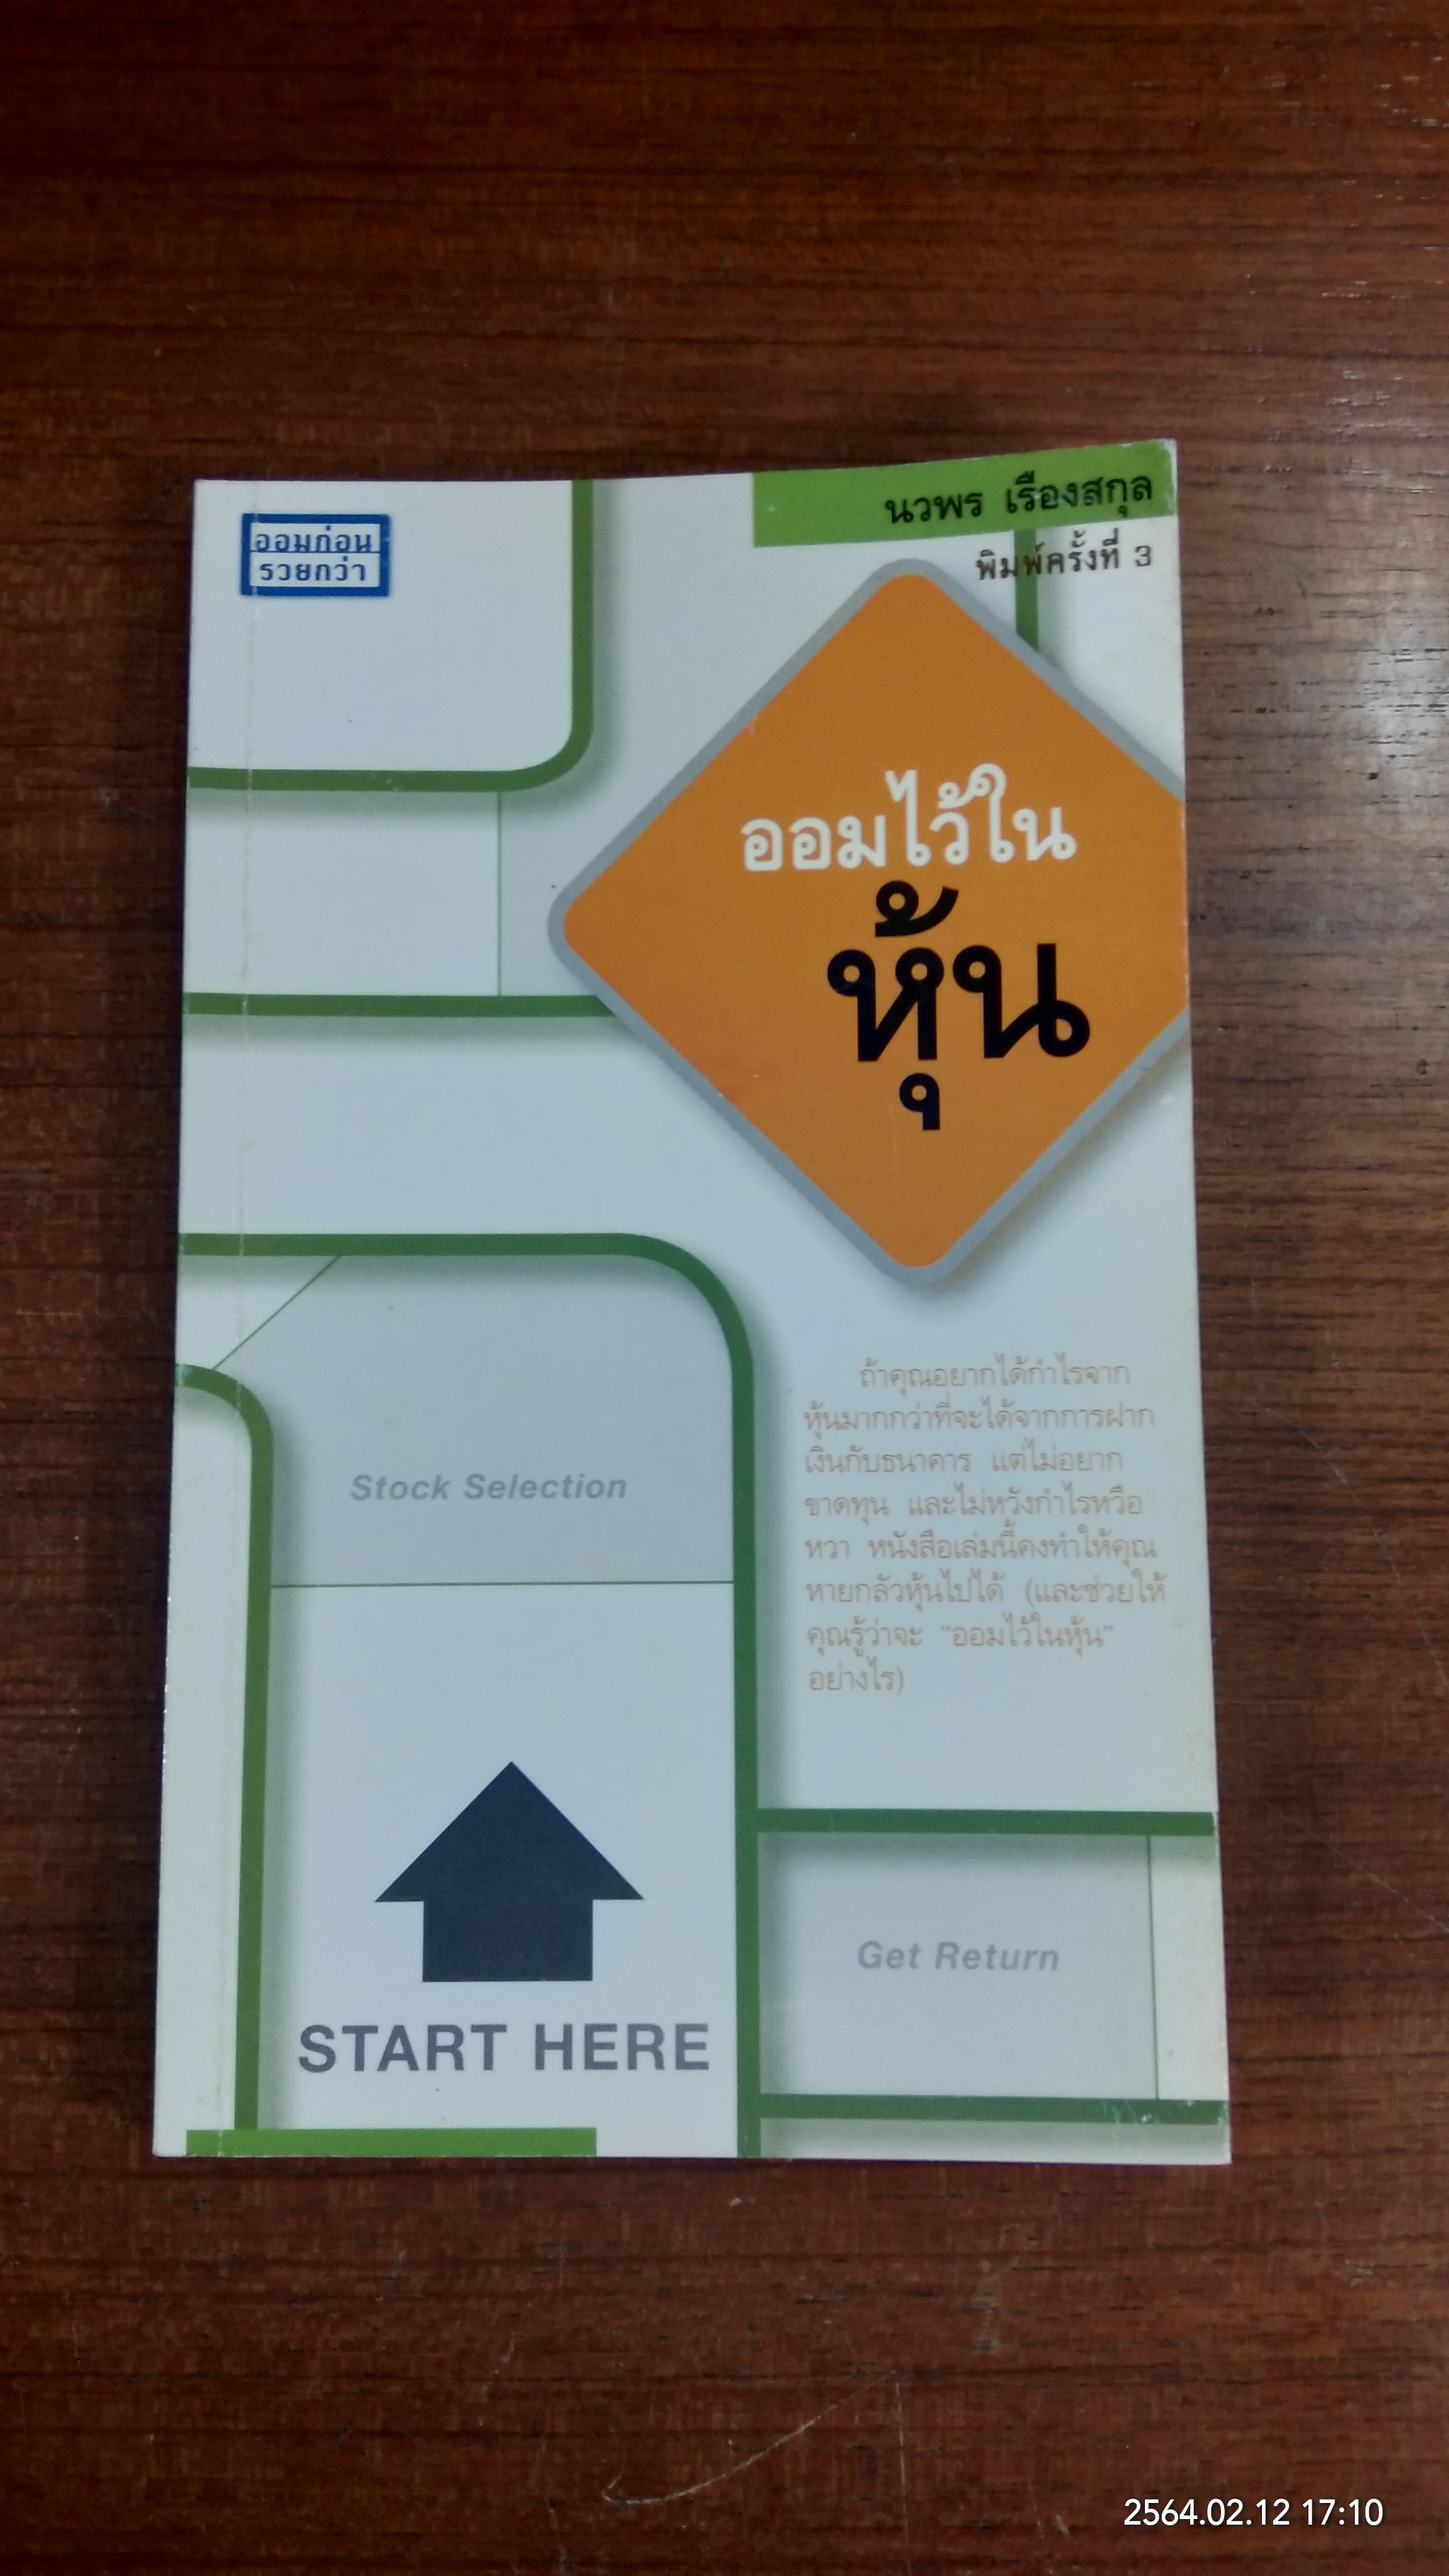 ออมก่อน
รวยกว่า
นวพร เรืองสกุล
พิมพ์ครั้งที่ 3
ออมไว้ใน
หุ้น
ถ้าคุณอยากได้กำไรจาก
หุ้นมากกว่าที่จะได้จากการฝาก
เงินกับธนาคาร แต่ไม่อยาก
ขาดทุน และไม่หวังกำไรหวือ
หวา หนังสือเล่มนี้คงทำให้คุณ
หายกลัวหุ้นไปได้ (และช่วยให้
คุณรู้ว่าจะ “ออมไว้ในหุ้น”
อย่างไร)
Stock Selection
START HERE
Get Return
2564.02.12 17:10